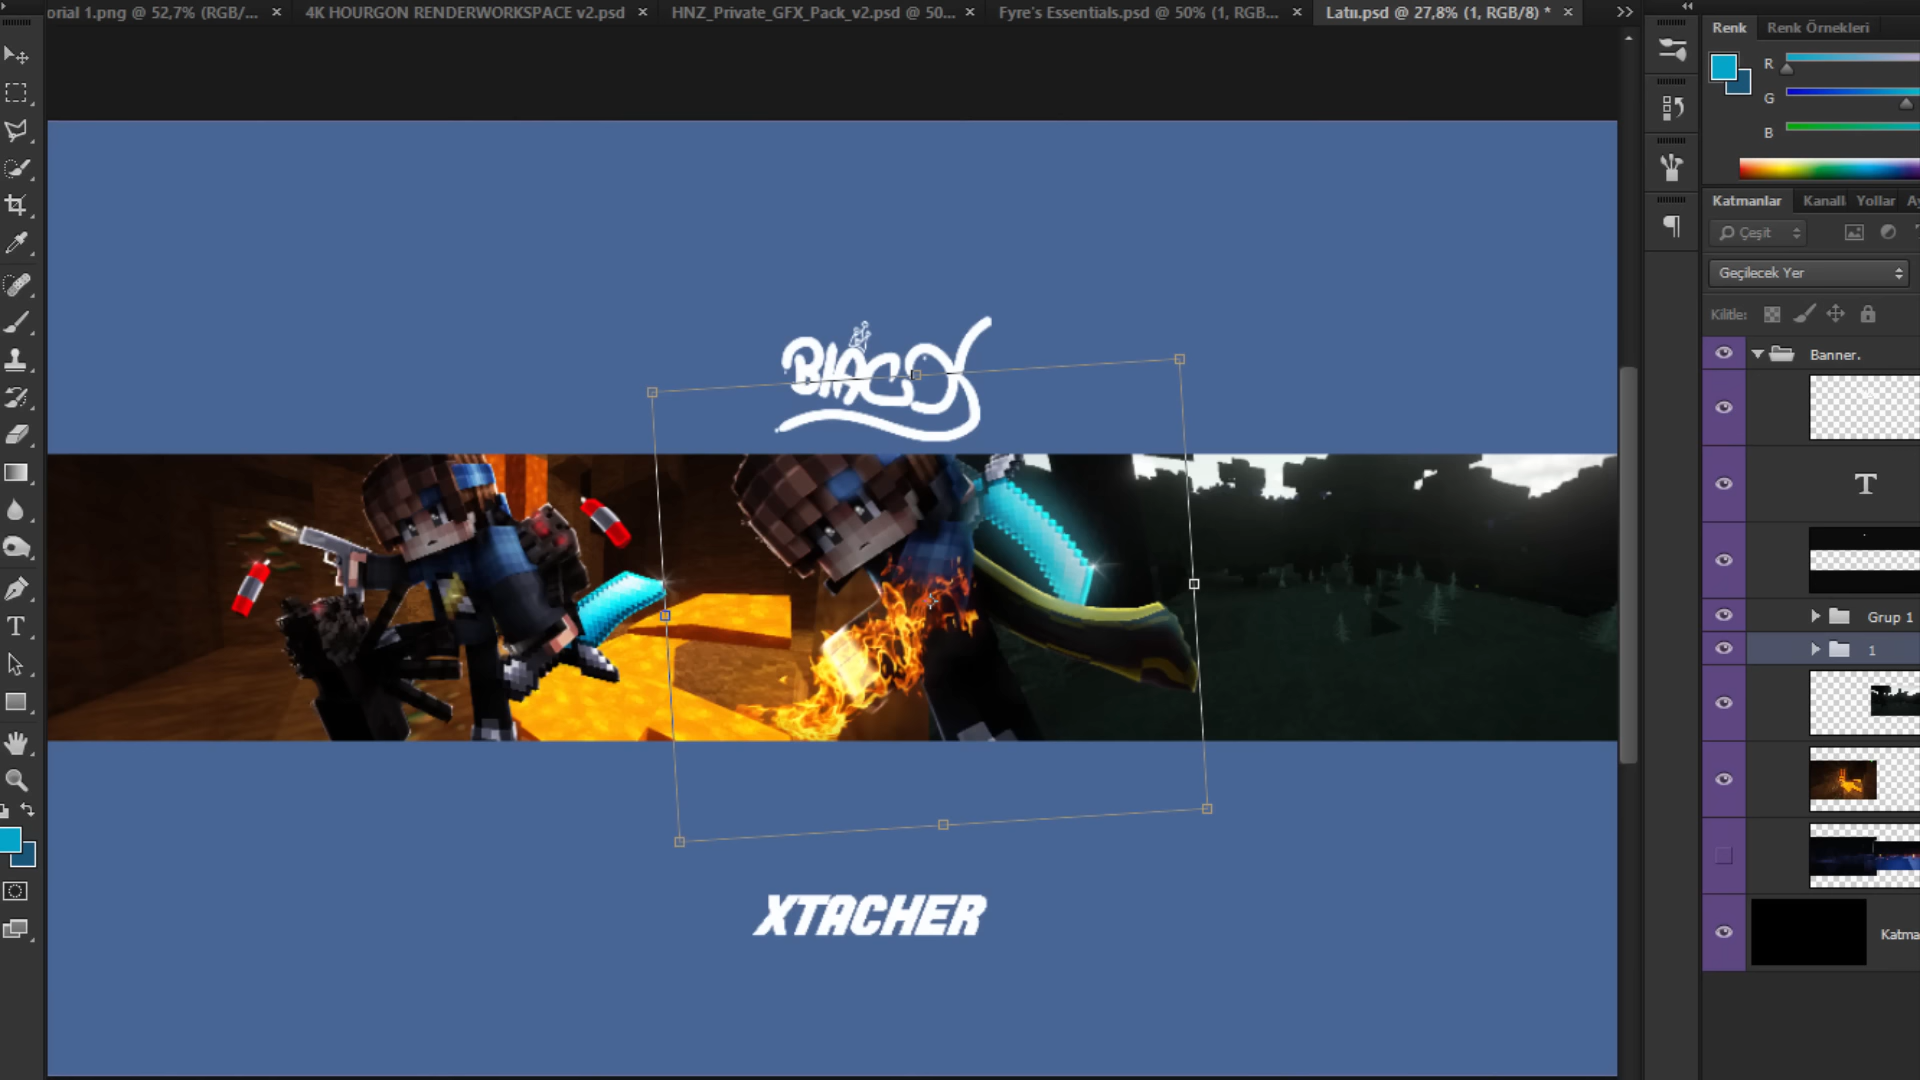 orial 1.png @ 52,7% (RGB/... ×
4K HOURGON RENDERWORKSPACE v2.psd ×
HNZ_Private_GFX_Pack_v2.psd @ 50... ×
Fyre's Essentials.psd @ 50% (1, RGB... ×
Latıı.psd @ 27,8% (1, RGB/8) * ×
Renk
Renk Örnekleri
R
G
B
Katmanlar
Kanall
Yollar
Çeşit
Geçilecek Yer
Kilitle:
Banner.
T
Grup 1
1
Katma
T
XTACHER